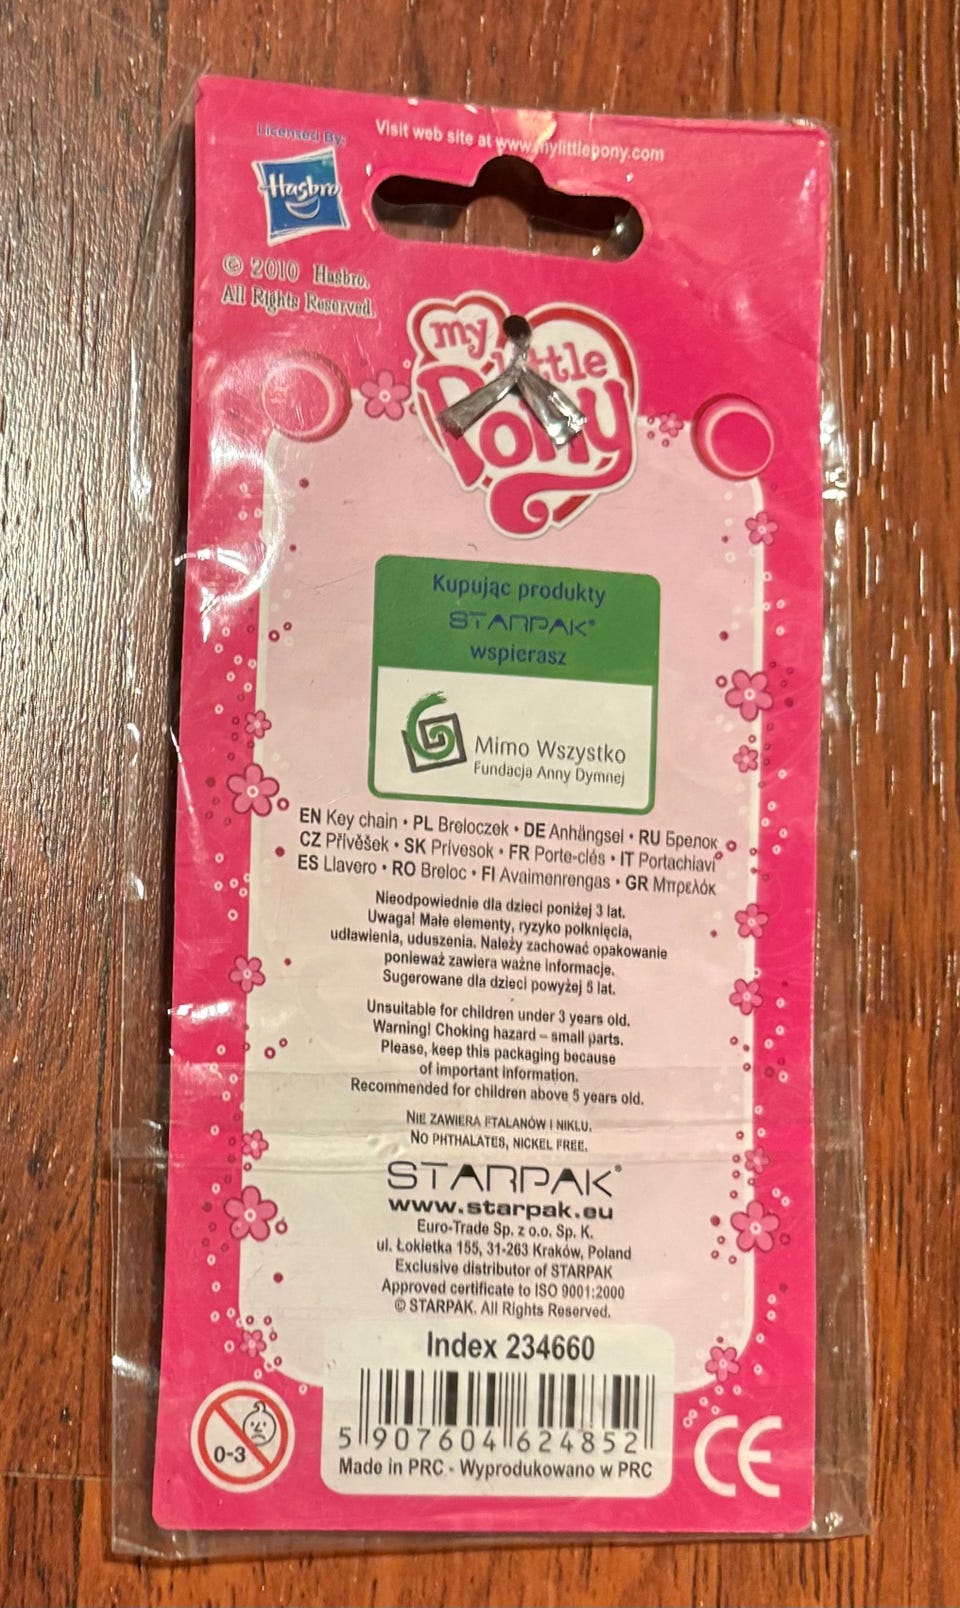 Licensed By:
Visit web site at www.mylittlepony.com
Hasbro
© 2010 Hasbro.
All Rights Reserved.
my
Little
Pony
Kupując produkty
STARPAK®
wspierasz
Mimo Wszystko
Fundacja Anny Dymnej
EN Key chain • PL Breloczek • DE Anhängsel • RU Брелок
CZ Přívěšek • SK Prívesok • FR Porte-clés • IT Portachiavi
ES Llavero • RO Breloc • FI Avaimenrengas • GR Μπρελόκ
Nieodpowiednie dla dzieci poniżej 3 lat.
Uwaga! Małe elementy, ryzyko połknięcia,
udławienia, uduszenia. Należy zachować opakowanie
ponieważ zawiera ważne informacje.
Sugerowane dla dzieci powyżej 5 lat.
Unsuitable for children under 3 years old.
Warning! Choking hazard – small parts.
Please, keep this packaging because
of important information.
Recommended for children above 5 years old.
NIE ZAWIERA FTALANÓW I NIKLU.
NO PHTHALATES, NICKEL FREE.
STARPAK®
www.starpak.eu
Euro-Trade Sp. z o.o. Sp. K.
ul. Łokietka 155, 31-263 Kraków, Poland
Exclusive distributor of STARPAK
Approved certificate to ISO 9001:2000
© STARPAK. All Rights Reserved.
Index 234660
0-3
5 907604 624852
Made in PRC - Wyprodukowano w PRC
CE